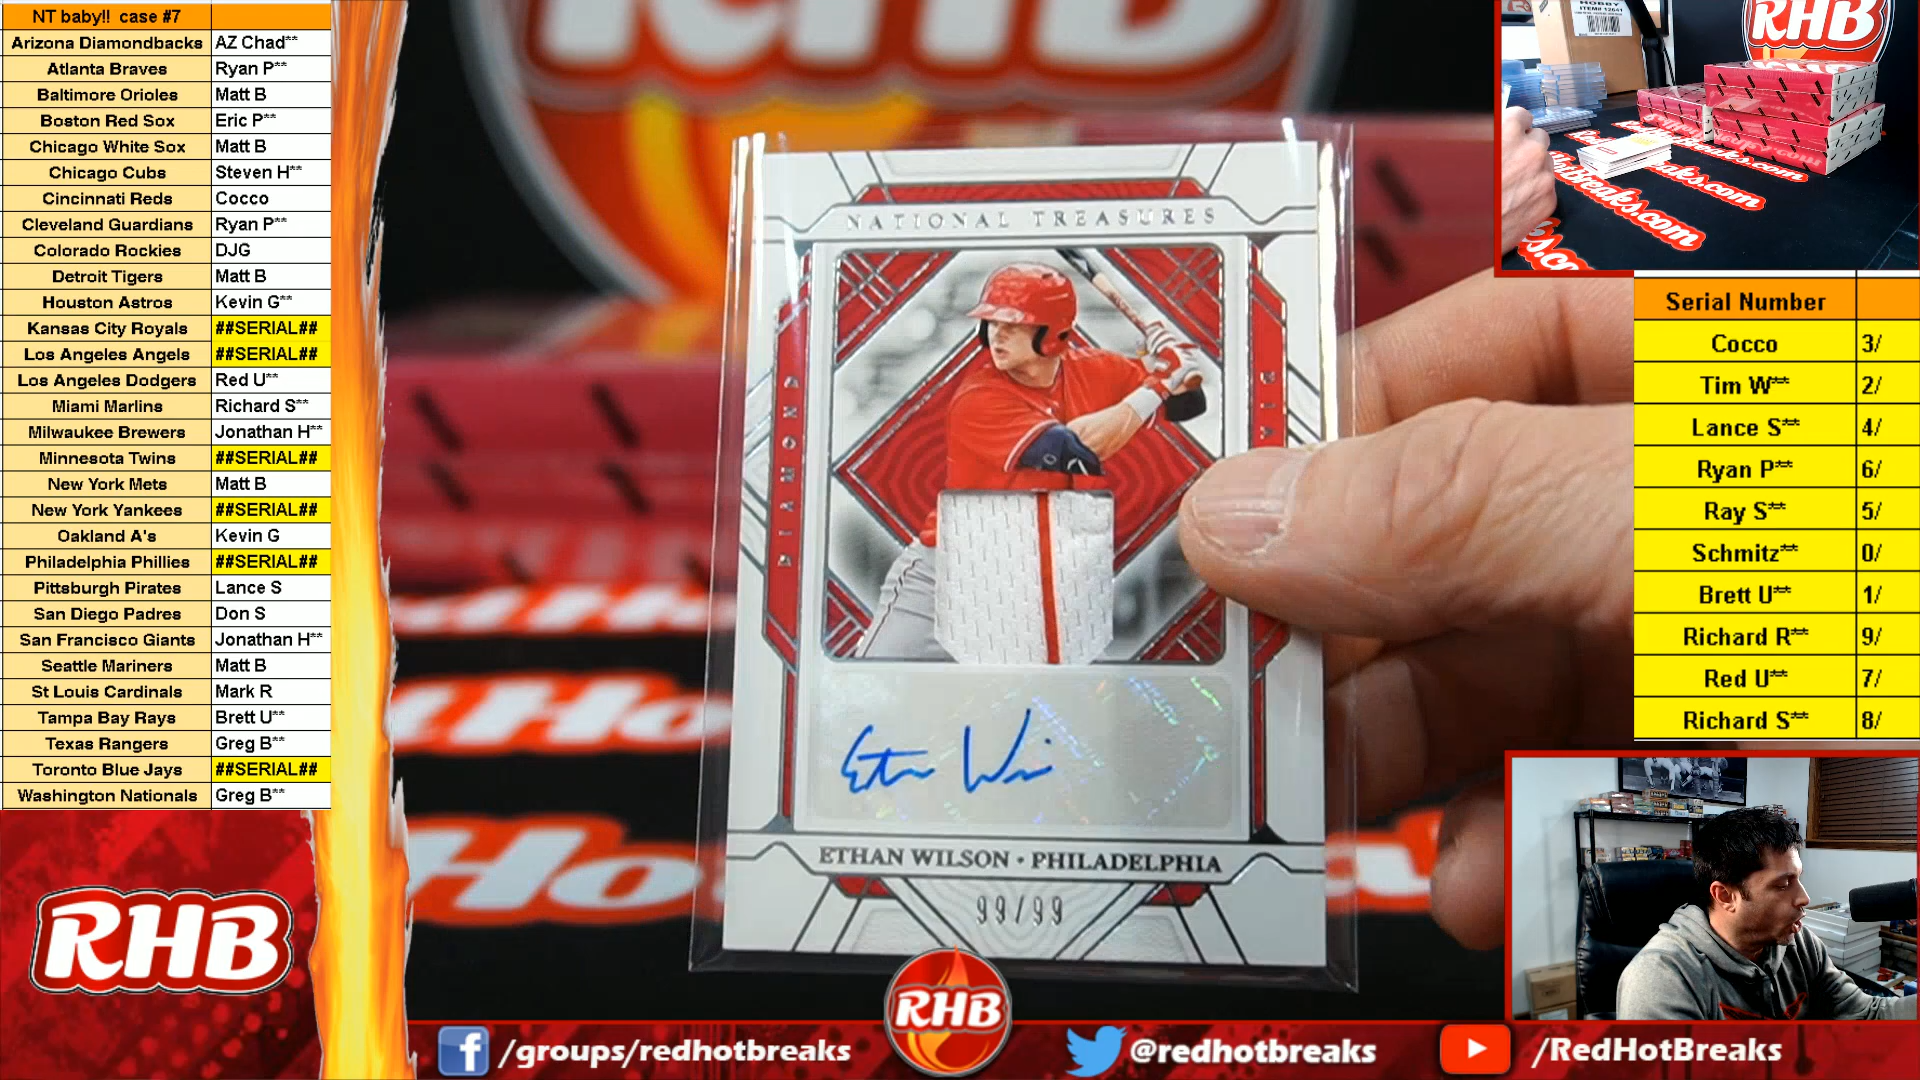 NT baby!! case #7
Arizona Diamondbacks AZ Chad**
Atlanta Braves Ryan P**
Baltimore Orioles Matt B
Boston Red Sox Eric P**
Chicago White Sox Matt B
Chicago Cubs Steven H**
Cincinnati Reds Cocco
Cleveland Guardians Ryan P**
Colorado Rockies DJG
Detroit Tigers Matt B
Houston Astros Kevin G**
Kansas City Royals ##SERIAL##
Los Angeles Angels ##SERIAL##
Los Angeles Dodgers Red U**
Miami Marlins Richard S**
Milwaukee Brewers Jonathan H**
Minnesota Twins ##SERIAL##
New York Mets Matt B
New York Yankees ##SERIAL##
Oakland A's Kevin G
Philadelphia Phillies ##SERIAL##
Pittsburgh Pirates Lance S
San Diego Padres Don S
San Francisco Giants Jonathan H**
Seattle Mariners Matt B
St Louis Cardinals Mark R
Tampa Bay Rays Brett U**
Texas Rangers Greg B**
Toronto Blue Jays ##SERIAL##
Washington Nationals Greg B**
RHB
RHB
NATIONAL TREASURES
DIAMOND
Ethan Wilson
ETHAN WILSON • PHILADELPHIA
99/99
HOBBY
RHB
Serial Number
Cocco 3/
Tim W** 2/
Lance S** 4/
Ryan P** 6/
Ray S** 5/
Schmitz** 0/
Brett U** 1/
Richard R** 9/
Red U** 7/
Richard S** 8/
RHB
f /groups/redhotbreaks
@redhotbreaks
/RedHotBreaks